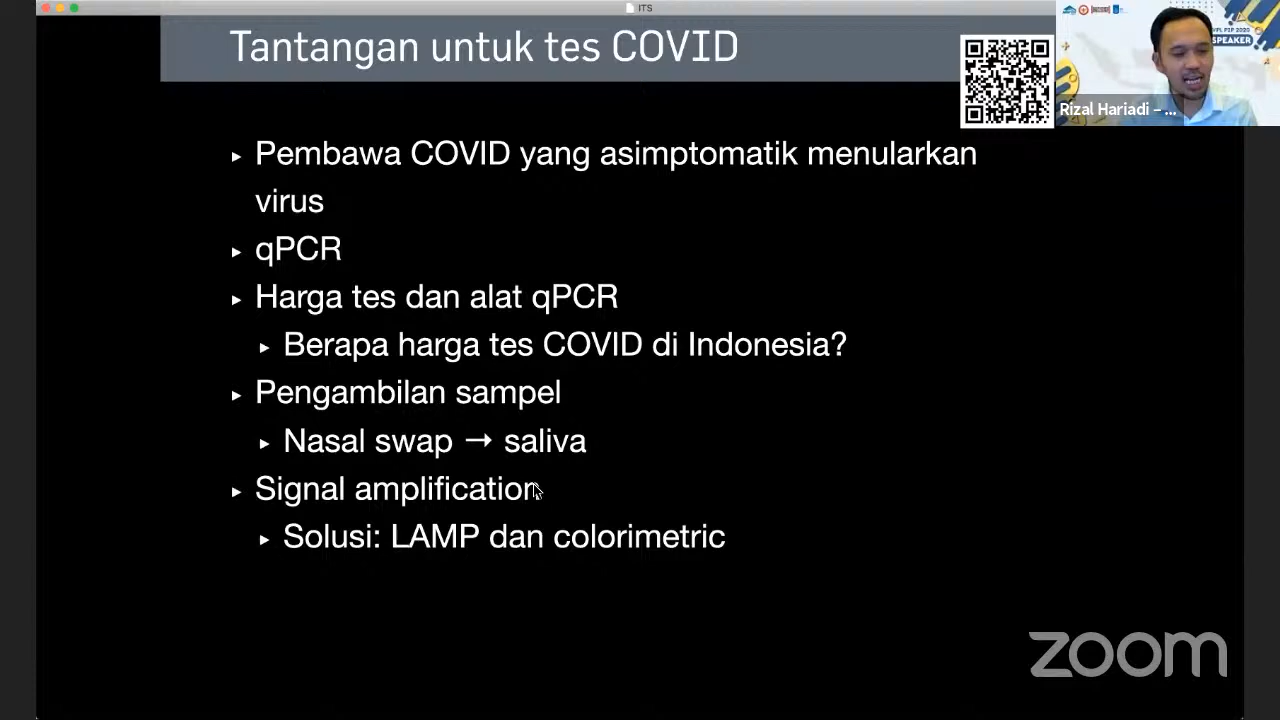 ITS
Tantangan untuk tes COVID
SPEAKER
Rizal Hariadi – ...
▸ Pembawa COVID yang asimptomatik menularkan
virus
▸ qPCR
▸ Harga tes dan alat qPCR
▸ Berapa harga tes COVID di Indonesia?
▸ Pengambilan sampel
▸ Nasal swap → saliva
▸ Signal amplification
▸ Solusi: LAMP dan colorimetric
zoom